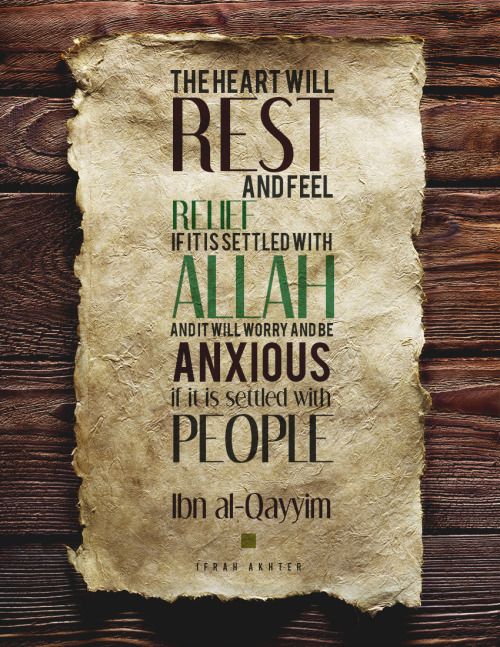 THE HEART WILL
REST
AND FEEL
RELIEF
IF IT IS SETTLED WITH
ALLAH
AND IT WILL WORRY AND BE
ANXIOUS
if it is settled with
PEOPLE
Ibn al-Qayyim
IFRAH AKHTER